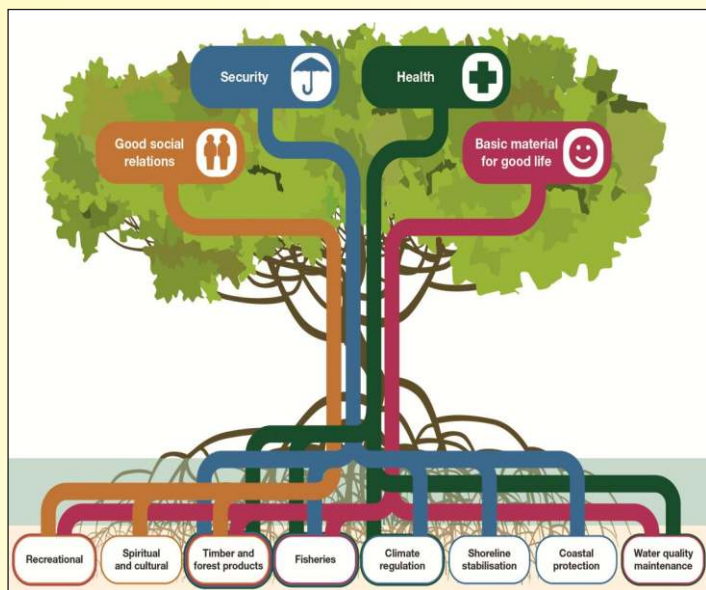 Security
Health
Good social
relations
Basic material
for good life
Recreational
Spiritual
and cultural
Timber and
forest products
Fisheries
Climate
regulation
Shoreline
stabilisation
Coastal
protection
Water quality
maintenance